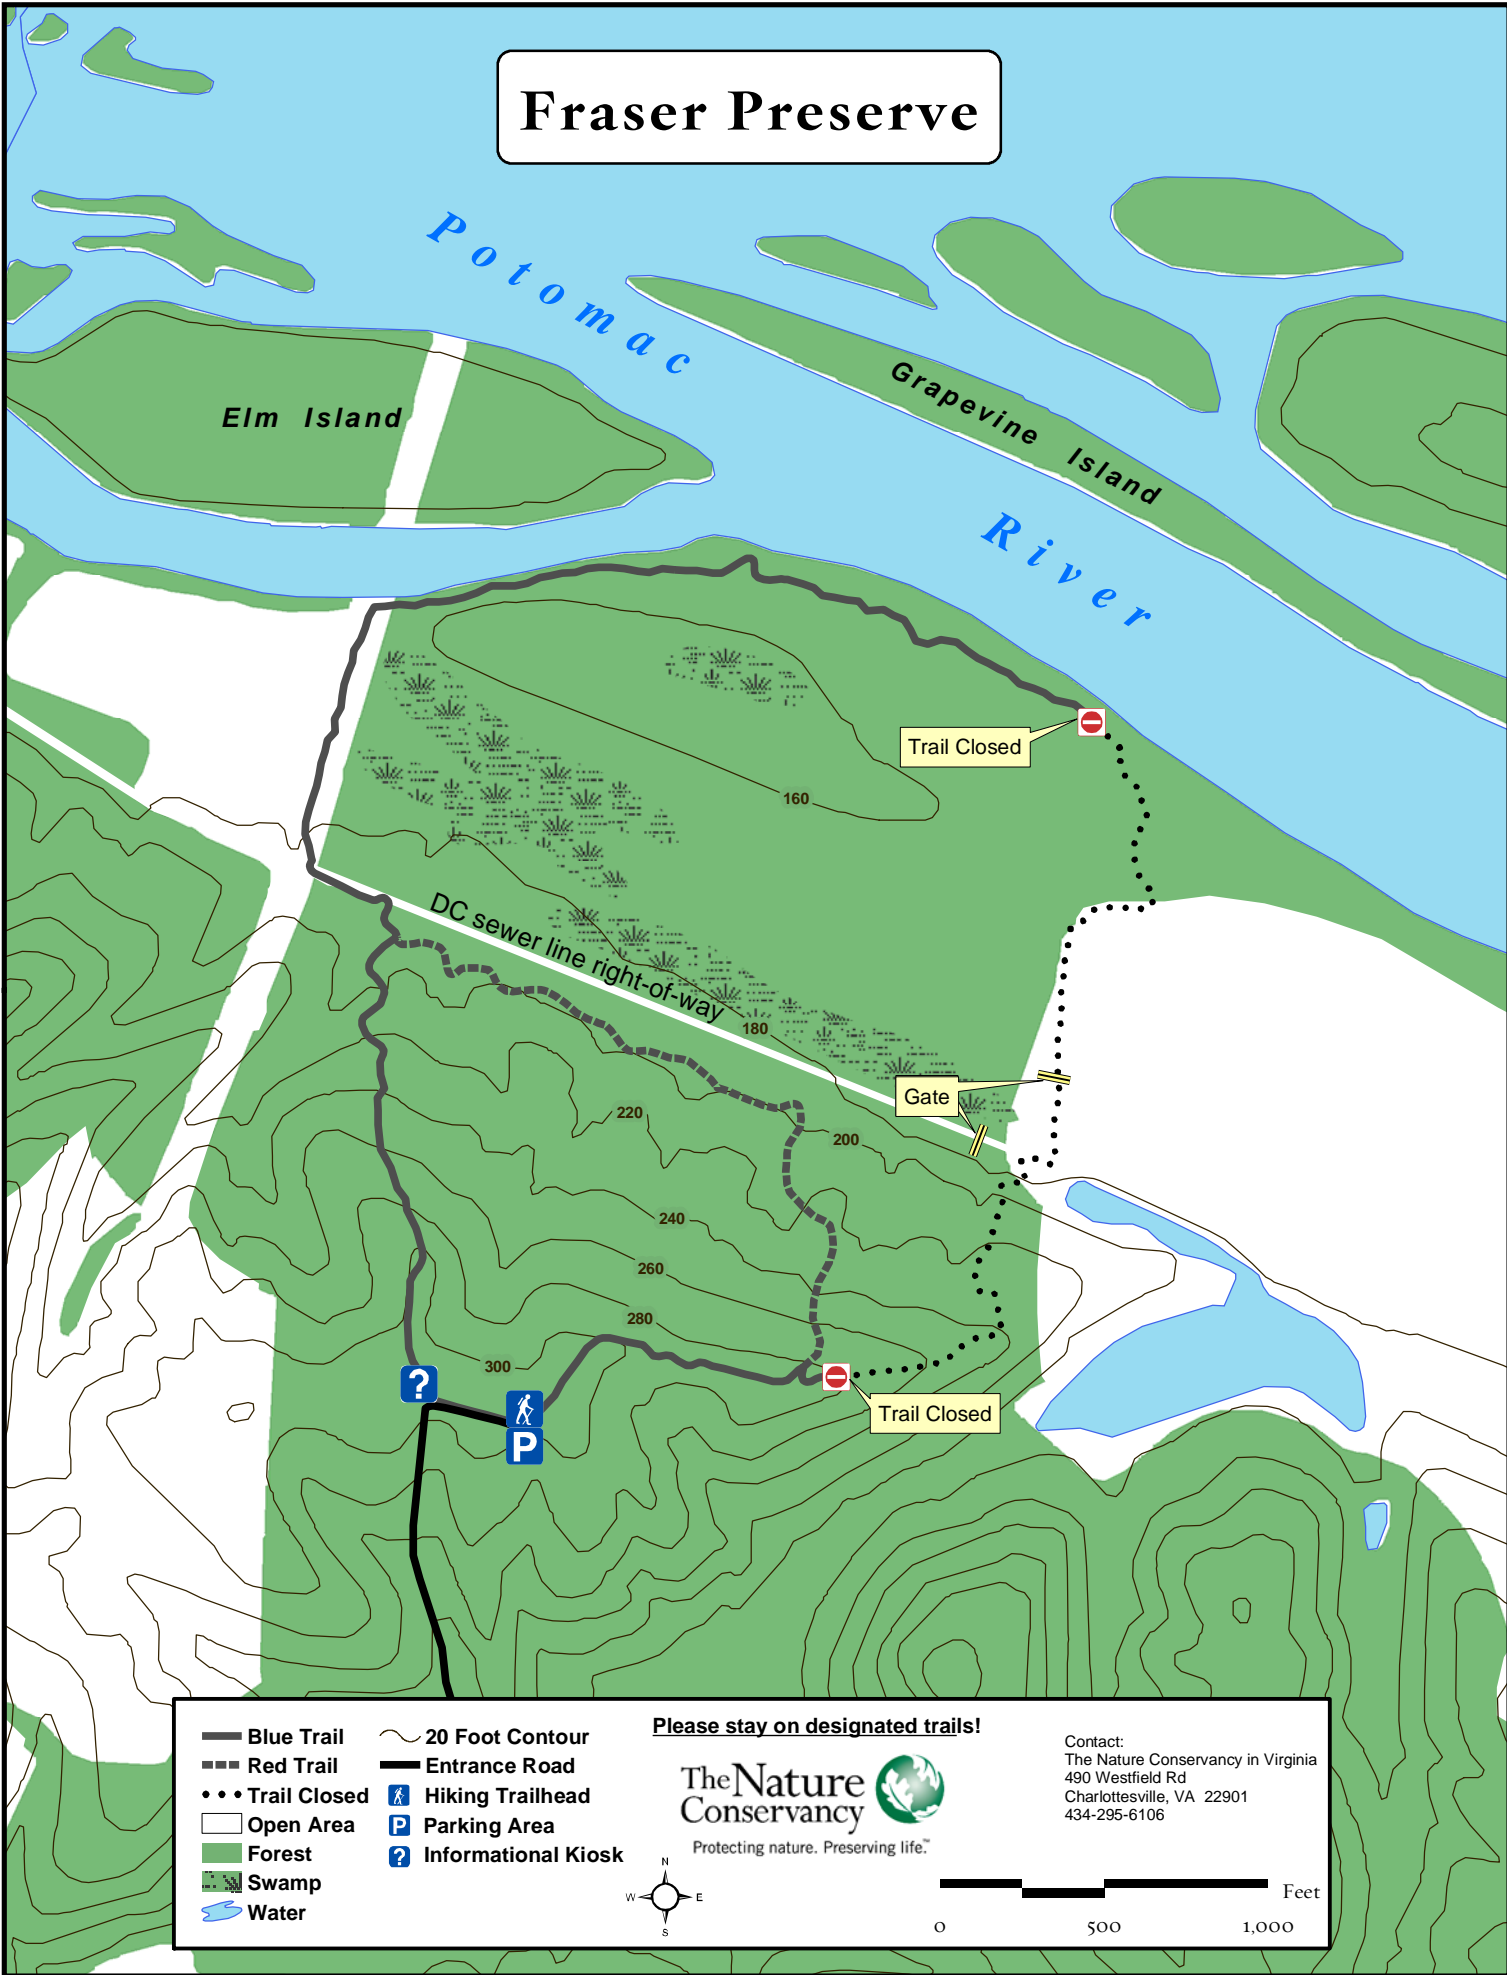 Fraser Preserve
Potomac
Grapevine Island
Elm Island
River
Trail Closed
160
DC sewer line right-of-way
180
Gate
220
200
240
260
280
300
?
P
Trail Closed
Blue Trail
Red Trail
Trail Closed
Open Area
Forest
Swamp
Water
20 Foot Contour
Entrance Road
Hiking Trailhead
P Parking Area
? Informational Kiosk
Please stay on designated trails!
The Nature
Conservancy
Protecting nature. Preserving life.™
N
W E
S
Contact:
The Nature Conservancy in Virginia
490 Westfield Rd
Charlottesville, VA 22901
434-295-6106
Feet
0 500 1,000